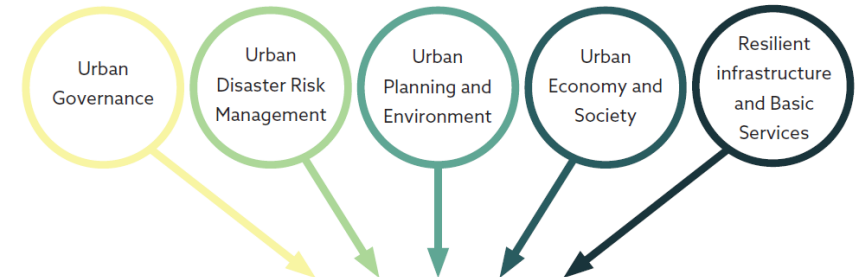 Urban
Governance
Urban
Disaster Risk
Management
Urban
Planning and
Environment
Urban
Economy and
Society
Resilient
infrastructure
and Basic
Services